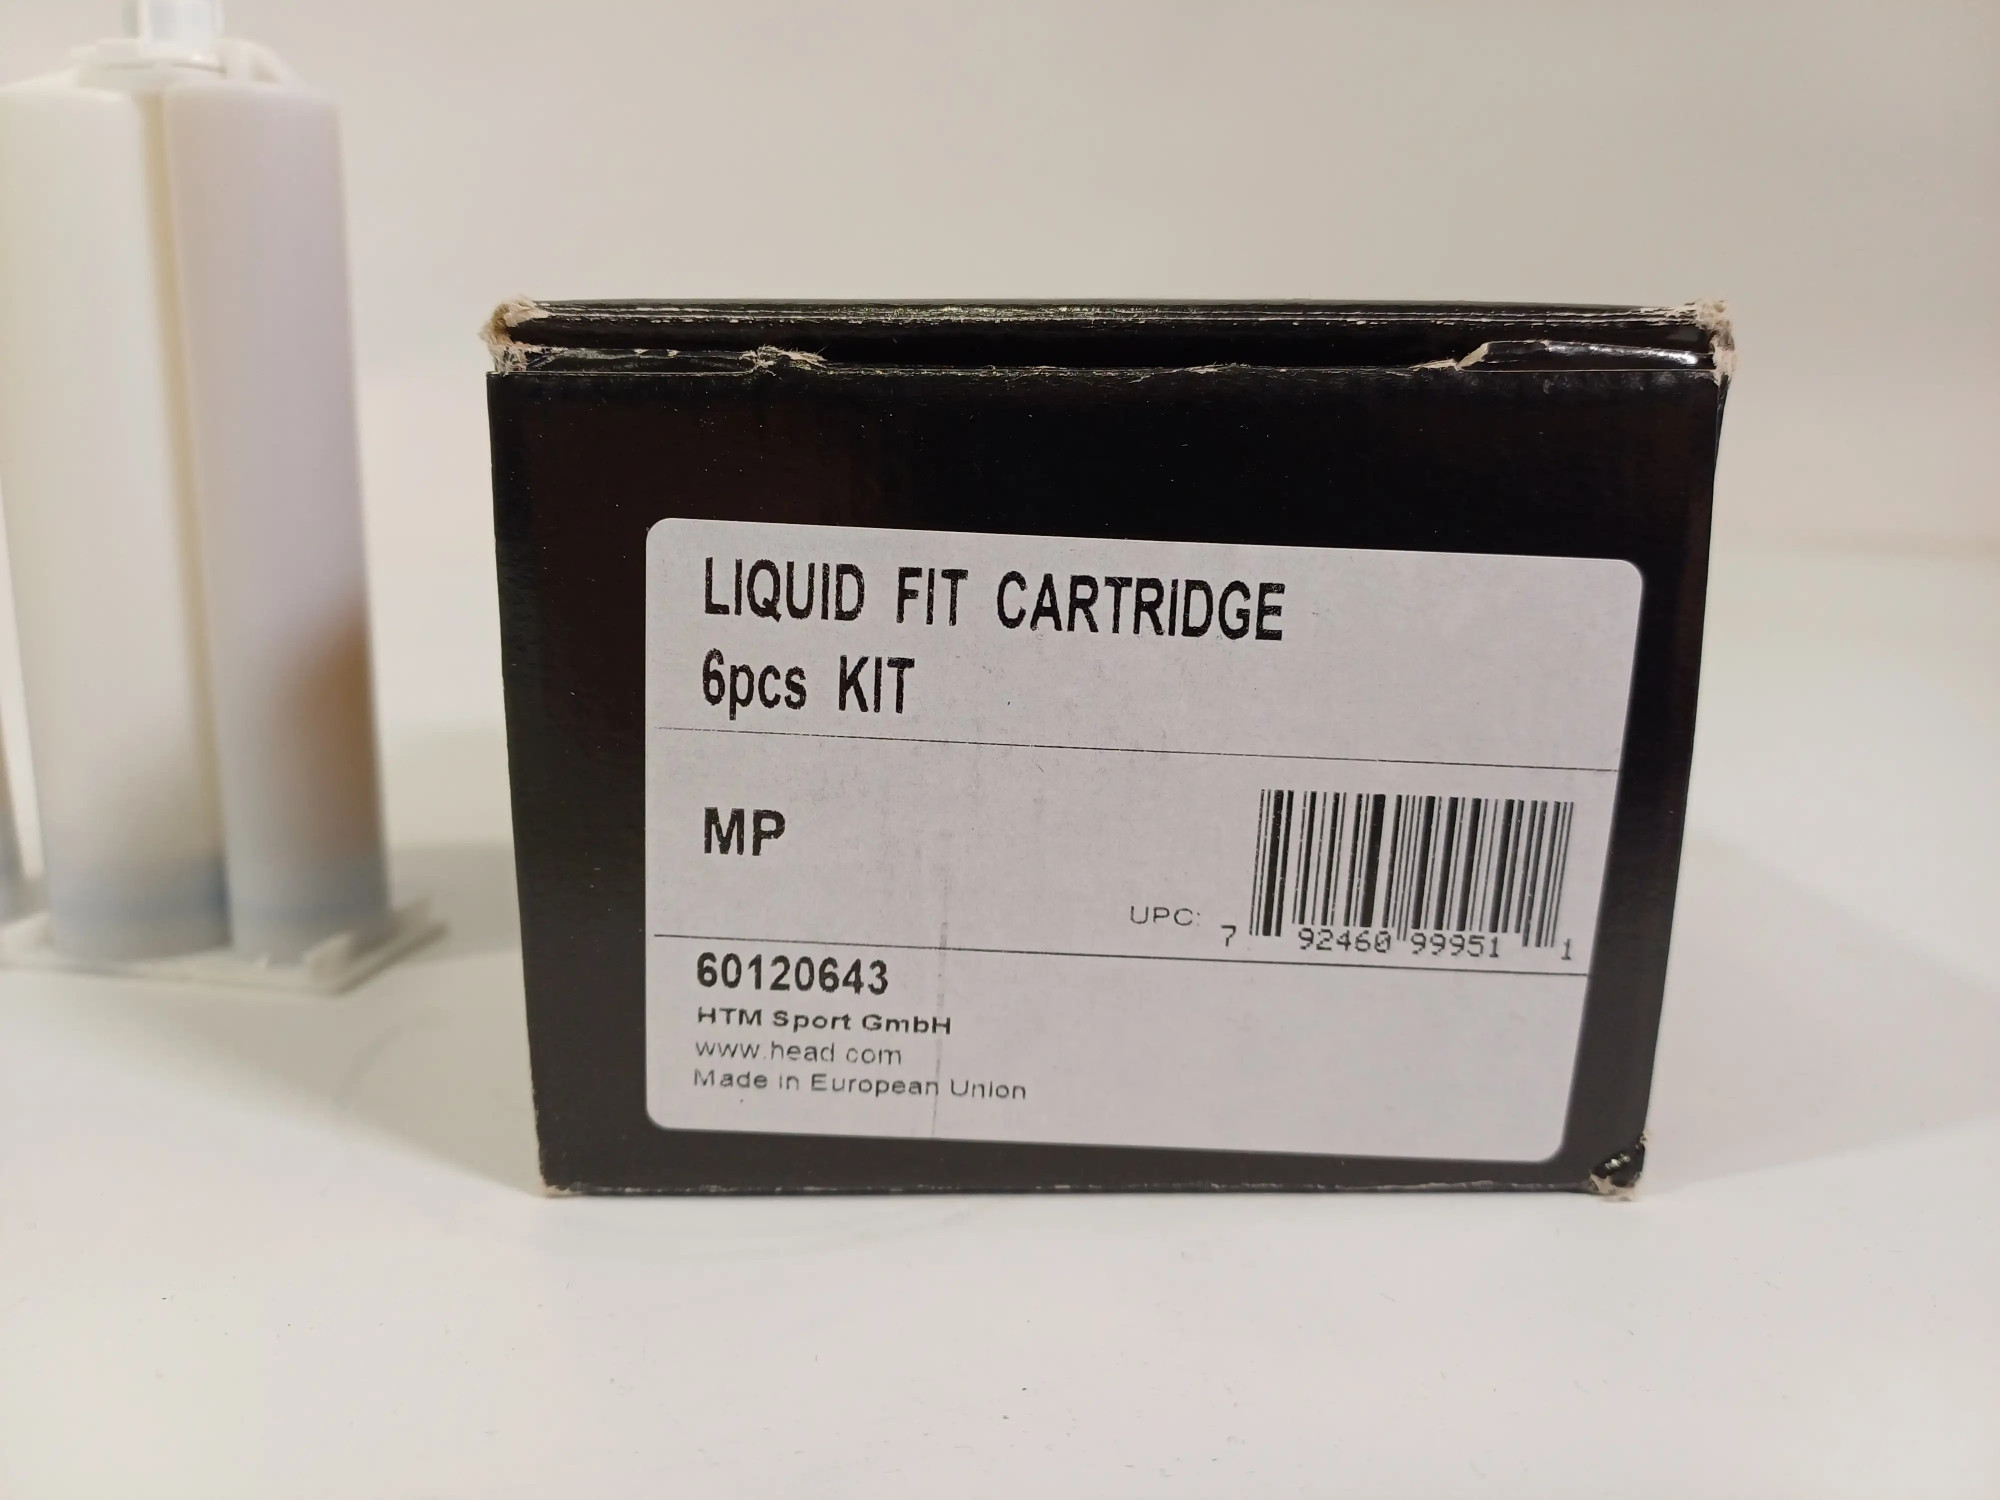 LIQUID FIT CARTRIDGE
6pcs KIT
MP
UPC: 7 92460 99951 1
60120643
HTM Sport GmbH
www.head.com
Made in European Union